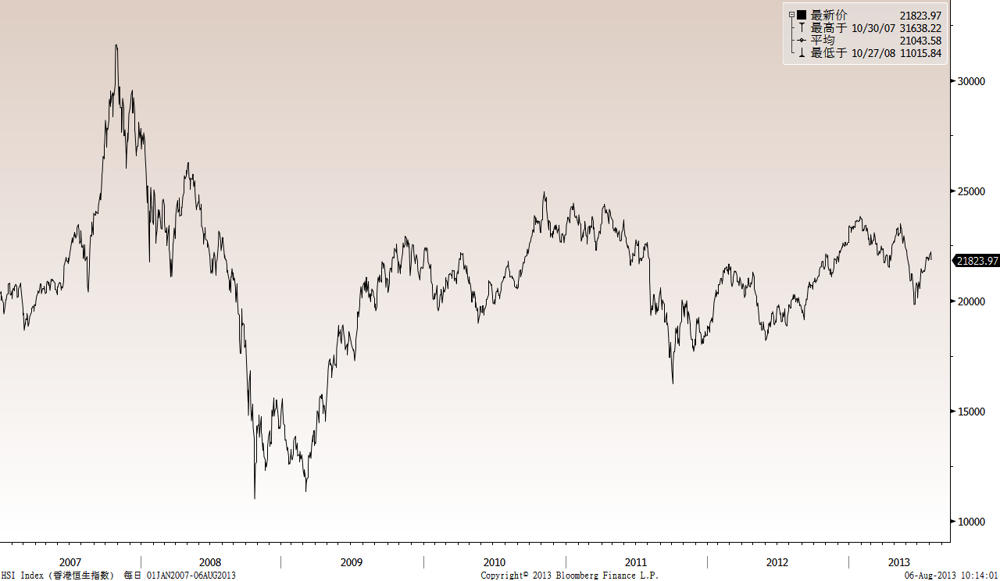 最新价 21823.97
最高于 10/30/07 31638.22
平均 21043.58
最低于 10/27/08 11015.84
30000
25000
21823.97
20000
15000
10000
2007 2008 2009 2010 2011 2012 2013
HSI Index (香港恒生指数) 每日 01JAN2007-06AUG2013 Copyright© 2013 Bloomberg Finance L.P. 06-Aug-2013 10:14:01